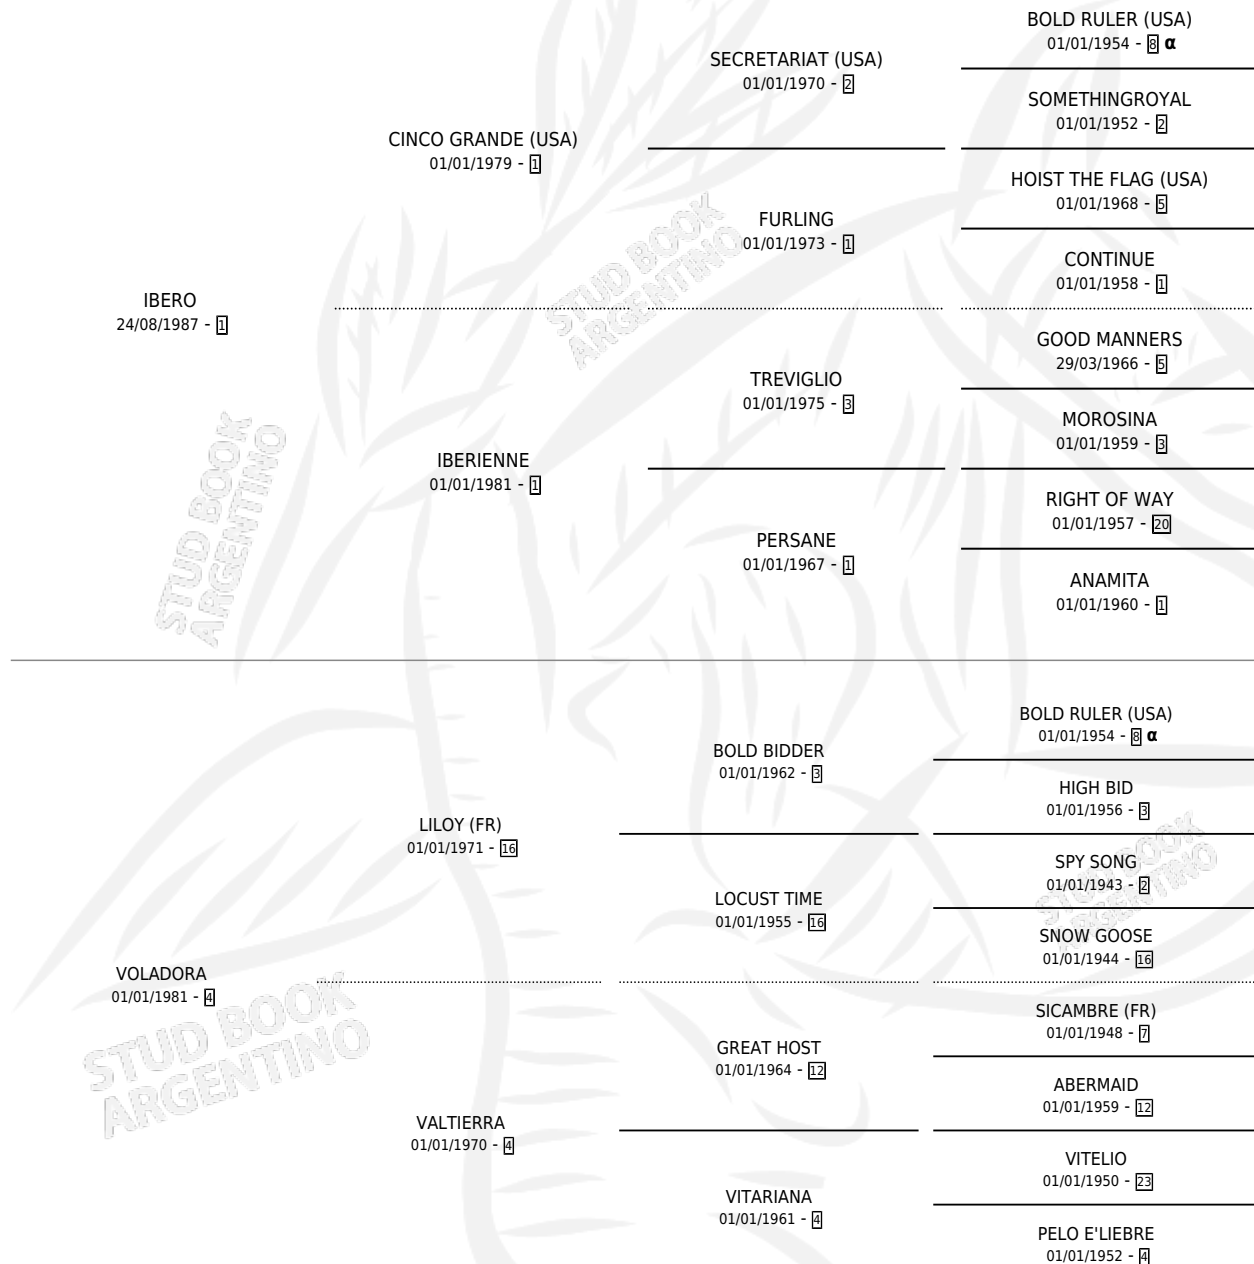 BOLD RULER (USA)
01/01/1954 - 8 α
SECRETARIAT (USA)
01/01/1970 - 2
SOMETHINGROYAL
01/01/1952 - 2
CINCO GRANDE (USA)
01/01/1979 - 1
HOIST THE FLAG (USA)
01/01/1968 - 5
FURLING
01/01/1973 - 1
CONTINUE
01/01/1958 - 1
IBERO
24/08/1987 - 1
STUD BOOK
ARGENTINO
GOOD MANNERS
29/03/1966 - 5
TREVIGLIO
01/01/1975 - 3
MOROSINA
01/01/1959 - 3
IBERIENNE
01/01/1981 - 1
STUD BOOK
ARGENTINO
RIGHT OF WAY
01/01/1957 - 20
PERSANE
01/01/1967 - 1
ANAMITA
01/01/1960 - 1
BOLD RULER (USA)
01/01/1954 - 8 α
BOLD BIDDER
01/01/1962 - 3
HIGH BID
01/01/1956 - 3
LILOY (FR)
01/01/1971 - 16
SPY SONG
01/01/1943 - 2
STUD BOOK
ARGENTINO
LOCUST TIME
01/01/1955 - 16
SNOW GOOSE
01/01/1944 - 16
VOLADORA
01/01/1981 - 4
STUD BOOK
ARGENTINO
SICAMBRE (FR)
01/01/1948 - 7
GREAT HOST
01/01/1964 - 12
ABERMAID
01/01/1959 - 12
VALTIERRA
01/01/1970 - 4
VITELIO
01/01/1950 - 23
VITARIANA
01/01/1961 - 4
PELO E'LIEBRE
01/01/1952 - 4